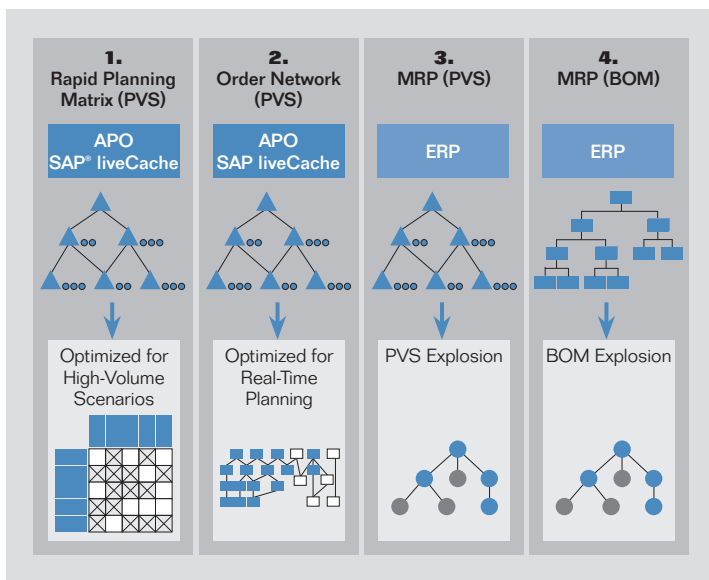 1.
Rapid Planning
Matrix (PVS)
APO
SAP® liveCache
Optimized for
High-Volume
Scenarios
2.
Order Network
(PVS)
APO
SAP liveCache
Optimized for
Real-Time
Planning
3.
MRP (PVS)
ERP
PVS Explosion
4.
MRP (BOM)
ERP
BOM Explosion